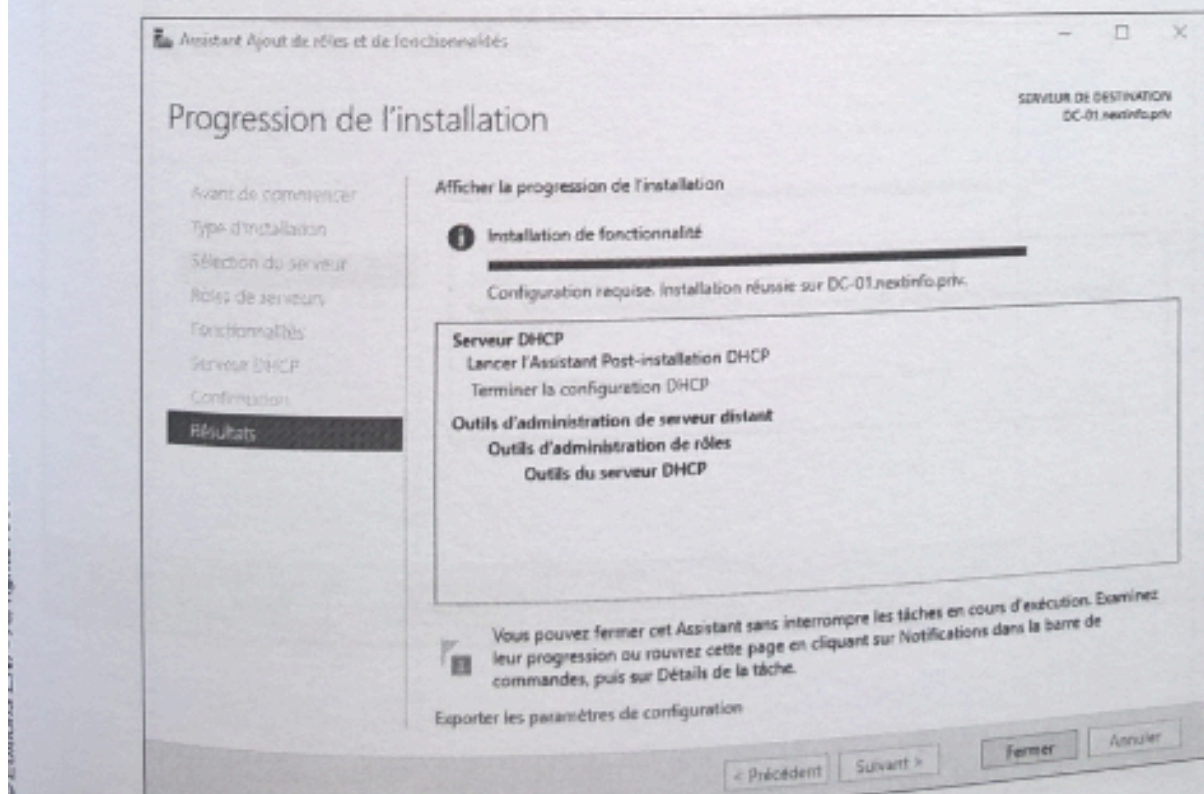 Assistant Ajout de rôles et de fonctionnalités
Progression de l'installation
SERVEUR DE DESTINATION
DC-01.nextinfo.priv
Avant de commencer
Type d'installation
Sélection du serveur
Rôles de serveurs
Fonctionnalités
Serveur DHCP
Confirmation
Résultats
Afficher la progression de l'installation
Installation de fonctionnalité
Configuration requise. Installation réussie sur DC-01.nextinfo.priv.
Serveur DHCP
Lancer l'Assistant Post-installation DHCP
Terminer la configuration DHCP
Outils d'administration de serveur distant
Outils d'administration de rôles
Outils du serveur DHCP
Vous pouvez fermer cet Assistant sans interrompre les tâches en cours d'exécution. Examinez
leur progression ou rouvrez cette page en cliquant sur Notifications dans la barre de
commandes, puis sur Détails de la tâche.
Exporter les paramètres de configuration
< Précédent
Suivant >
Fermer
Annuler